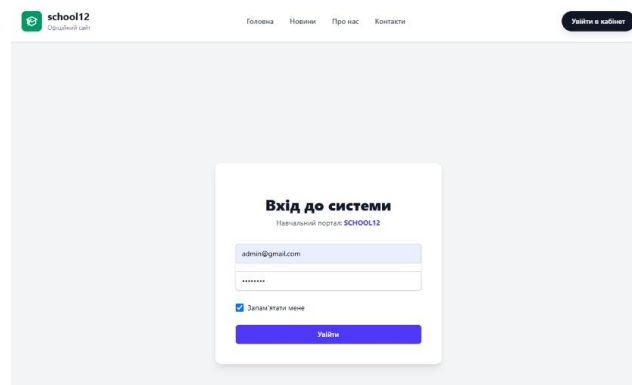 school12
Офіційний сайт
Головна Новини Про нас Контакти
Увійти в кабінет
Вхід до системи
Навчальний портал: SCHOOL12
admin@gmail.com
••••••••
Запам'ятати мене
Увійти